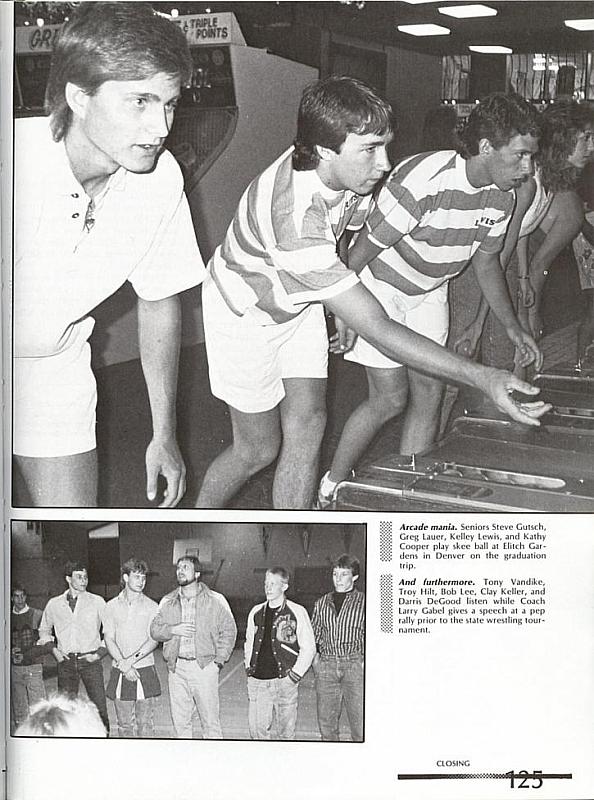 & TRIPLE
POINTS
Arcade mania. Seniors Steve Gutsch,
Greg Lauer, Kelley Lewis, and Kathy
Cooper play skee ball at Elitch Gar-
dens in Denver on the graduation
trip.
And furthermore. Tony Vandike,
Troy Hilt, Bob Lee, Clay Keller, and
Darris DeGood listen while Coach
Larry Gabel gives a speech at a pep
rally prior to the state wrestling tour-
nament.
CLOSING
125